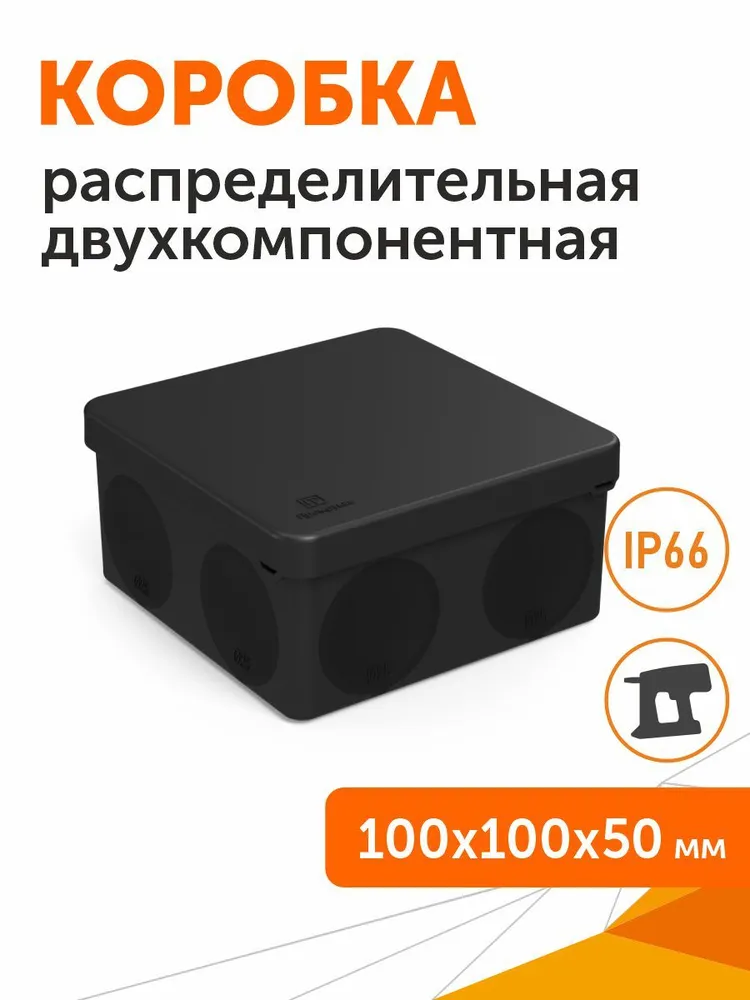 КОРОБКА
распределительная
двухкомпонентная
IP66
100x100x50 мм